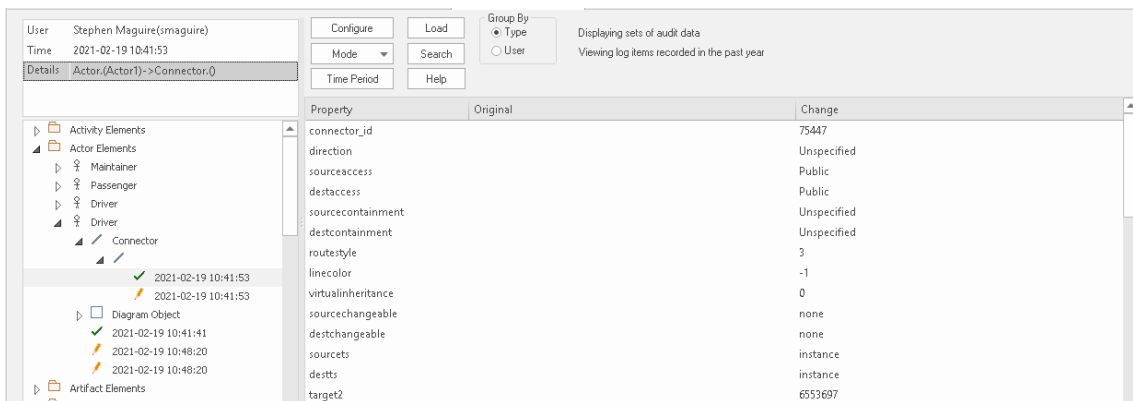 User Stephen Maguire(smaguire)
Time 2021-02-19 10:41:53
Details Actor.(Actor1)->Connector.()
Configure Load
Mode Search
Time Period Help
Group By
Type
User
Displaying sets of audit data
Viewing log items recorded in the past year
Activity Elements
Actor Elements
Maintainer
Passenger
Driver
Driver
Connector
2021-02-19 10:41:53
2021-02-19 10:41:53
Diagram Object
2021-02-19 10:41:41
2021-02-19 10:48:20
2021-02-19 10:48:20
Artifact Elements
Property Original Change
connector_id 75447
direction Unspecified
sourceaccess Public
destaccess Public
sourcecontainment Unspecified
destcontainment Unspecified
routestyle 3
linecolor -1
virtualinheritance 0
sourcechangeable none
destchangeable none
sourcets instance
destts instance
target2 6553697